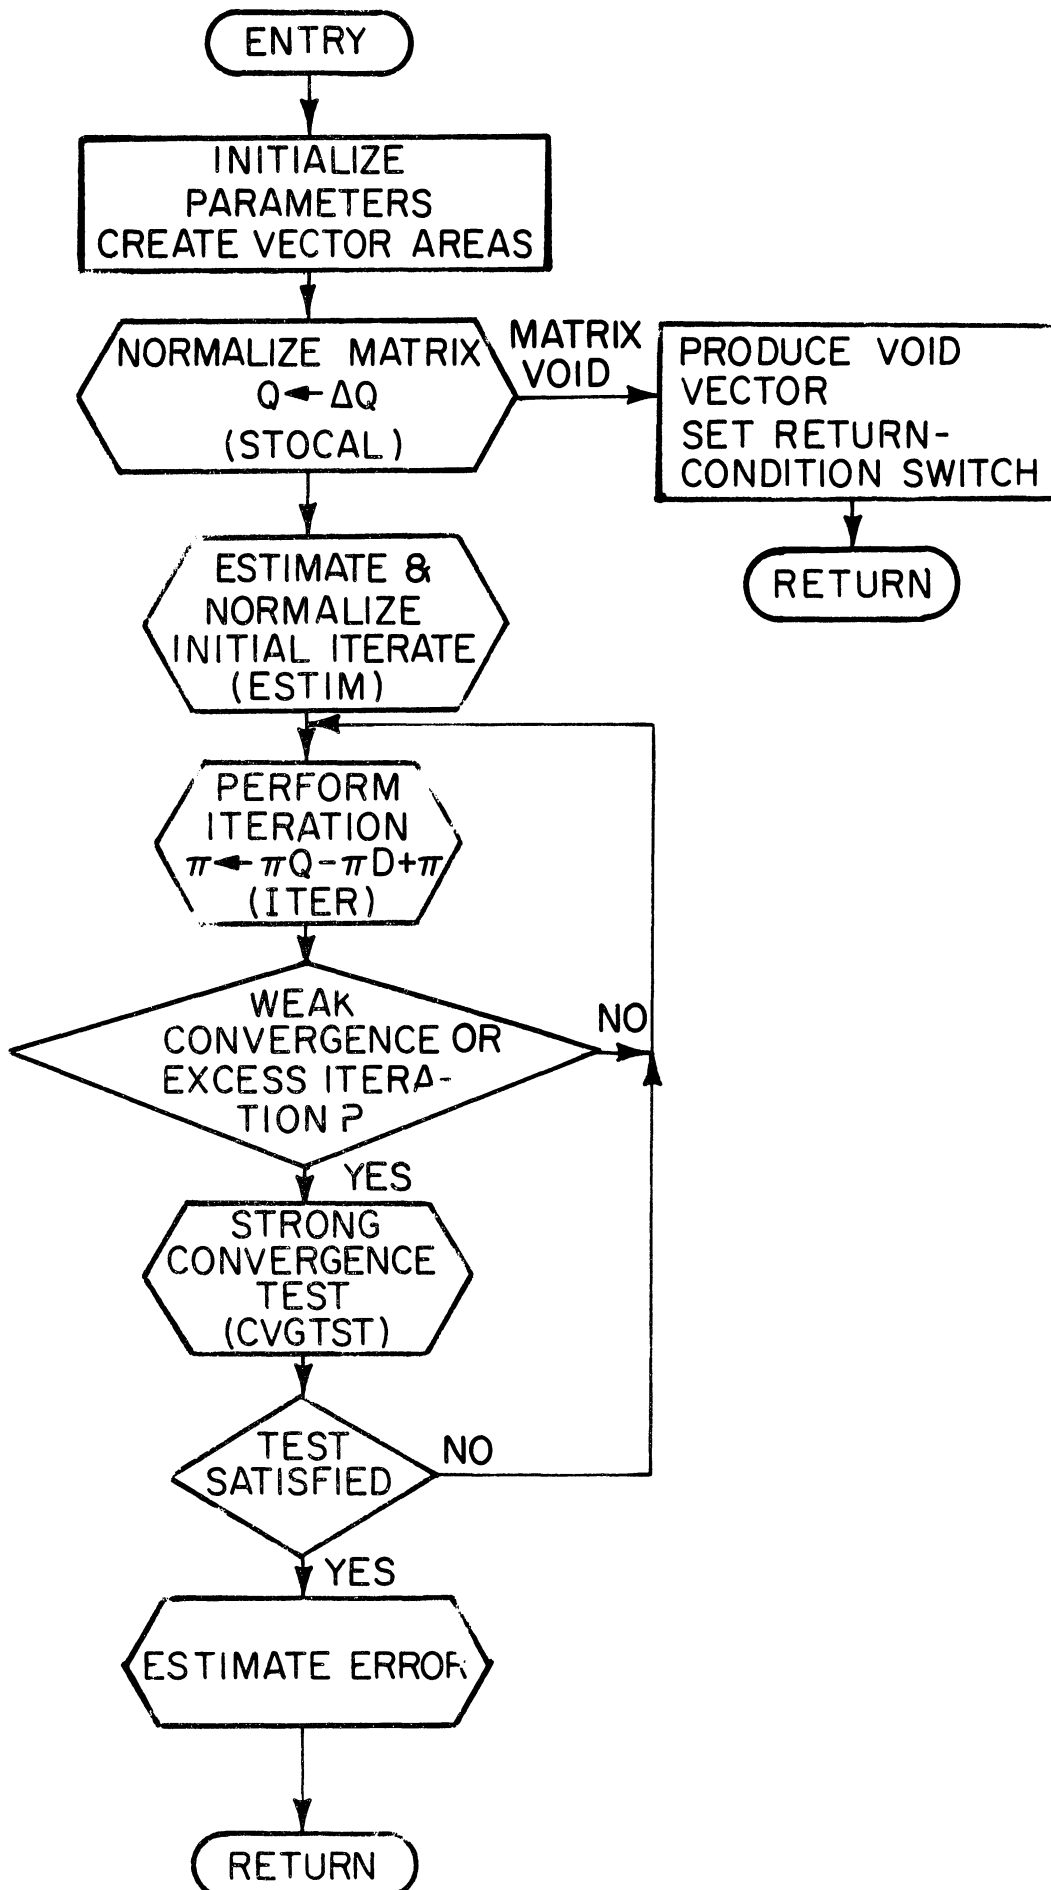 ENTRY
INITIALIZE
PARAMETERS
CREATE VECTOR AREAS
NORMALIZE MATRIX
Q ← ΔQ
(STOCAL)
MATRIX
VOID
PRODUCE VOID
VECTOR
SET RETURN-
CONDITION SWITCH
RETURN
ESTIMATE &
NORMALIZE
INITIAL ITERATE
(ESTIM)
PERFORM
ITERATION
π ← πQ - πD + π
(ITER)
WEAK
CONVERGENCE OR
EXCESS ITERA-
TION ?
NO
YES
STRONG
CONVERGENCE
TEST
(CVGTST)
TEST
SATISFIED
NO
YES
ESTIMATE ERROR
RETURN